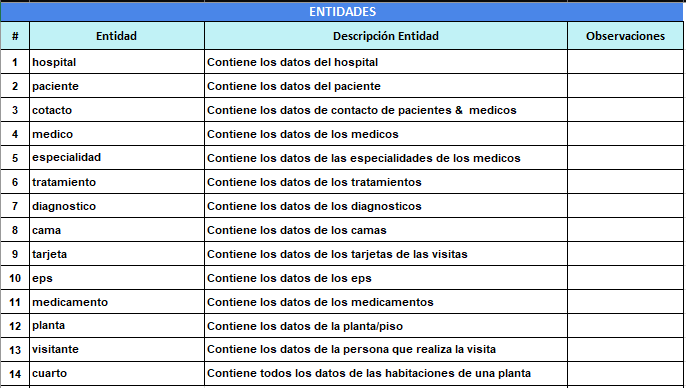 ENTIDADES
# Entidad Descripción Entidad Observaciones
1 hospital Contiene los datos del hospital
2 paciente Contiene los datos del paciente
3 cotacto Contiene los datos de contacto de pacientes & medicos
4 medico Contiene los datos de los medicos
5 especialidad Contiene los datos de las especialidades de los medicos
6 tratamiento Contiene los datos de los tratamientos
7 diagnostico Contiene los datos de los diagnosticos
8 cama Contiene los datos de los camas
9 tarjeta Contiene los datos de los tarjetas de las visitas
10 eps Contiene los datos de los eps
11 medicamento Contiene los datos de los medicamentos
12 planta Contiene los datos de la planta/piso
13 visitante Contiene los datos de la persona que realiza la visita
14 cuarto Contiene todos los datos de las habitaciones de una planta